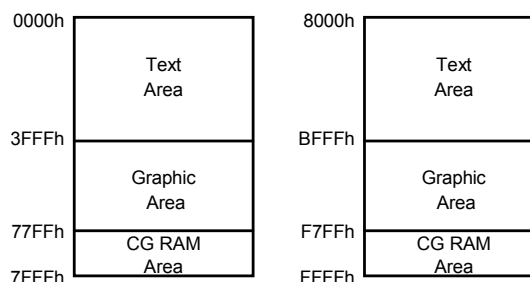 0000h
Text
Area
3FFFh
Graphic
Area
77FFh
CG RAM
Area
7FFFh
8000h
Text
Area
BFFFh
Graphic
Area
F7FFh
CG RAM
Area
FFFFh